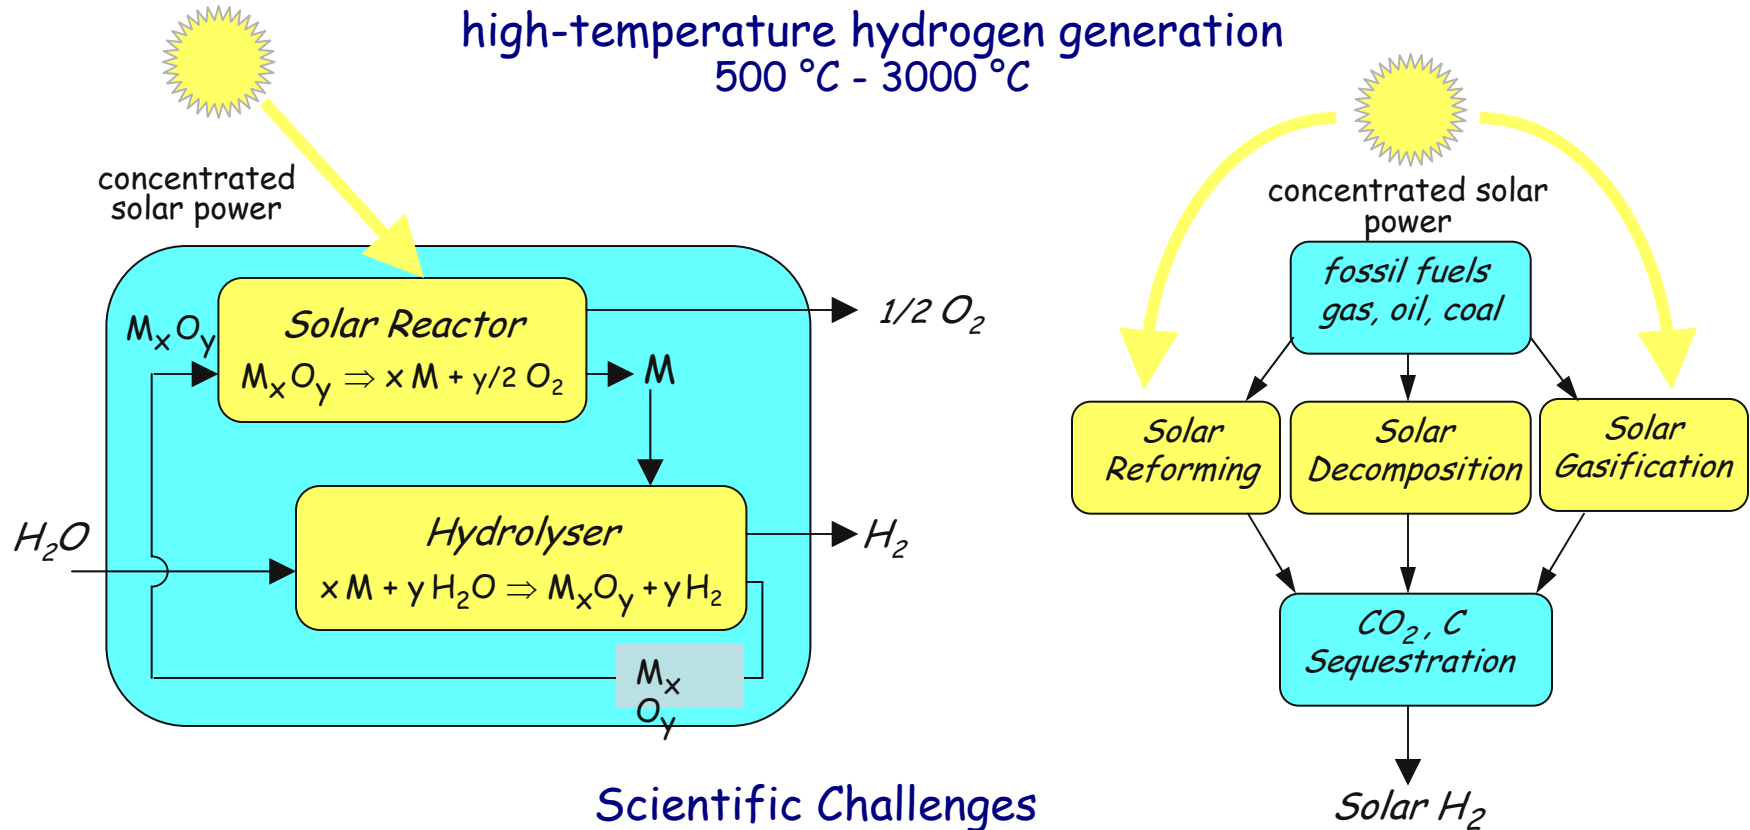 high-temperature hydrogen generation
500 °C - 3000 °C
concentrated
solar power
MxOy
Solar Reactor
MxOy ⇒ x M + y/2 O2
1/2 O2
M
H2O
Hydrolyser
x M + y H2O ⇒ MxOy + y H2
H2
Mx
Oy
concentrated solar
power
fossil fuels
gas, oil, coal
Solar
Reforming
Solar
Decomposition
Solar
Gasification
CO2 , C
Sequestration
Solar H2
Scientific Challenges